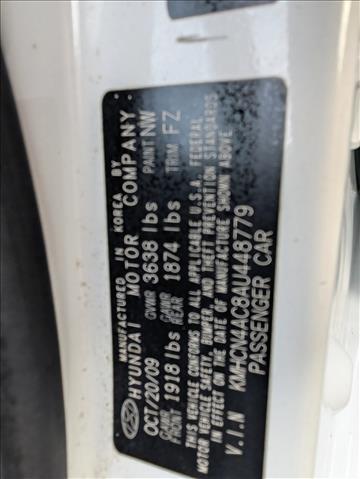 MANUFACTURED IN KOREA BY
HYUNDAI MOTOR COMPANY
OCT/20/09 GVWR 3638 lbs PAINT NW
GAWR FRONT 1918 lbs GAWR REAR 1874 lbs TRIM FZ
THIS VEHICLE CONFORMS TO ALL APPLICABLE U.S.A. FEDERAL
MOTOR VEHICLE SAFETY, BUMPER, AND THEFT PREVENTION STANDARDS
IN EFFECT ON THE DATE OF MANUFACTURE SHOWN ABOVE
V.I.N KMHCN4AC8AU448779
PASSENGER CAR